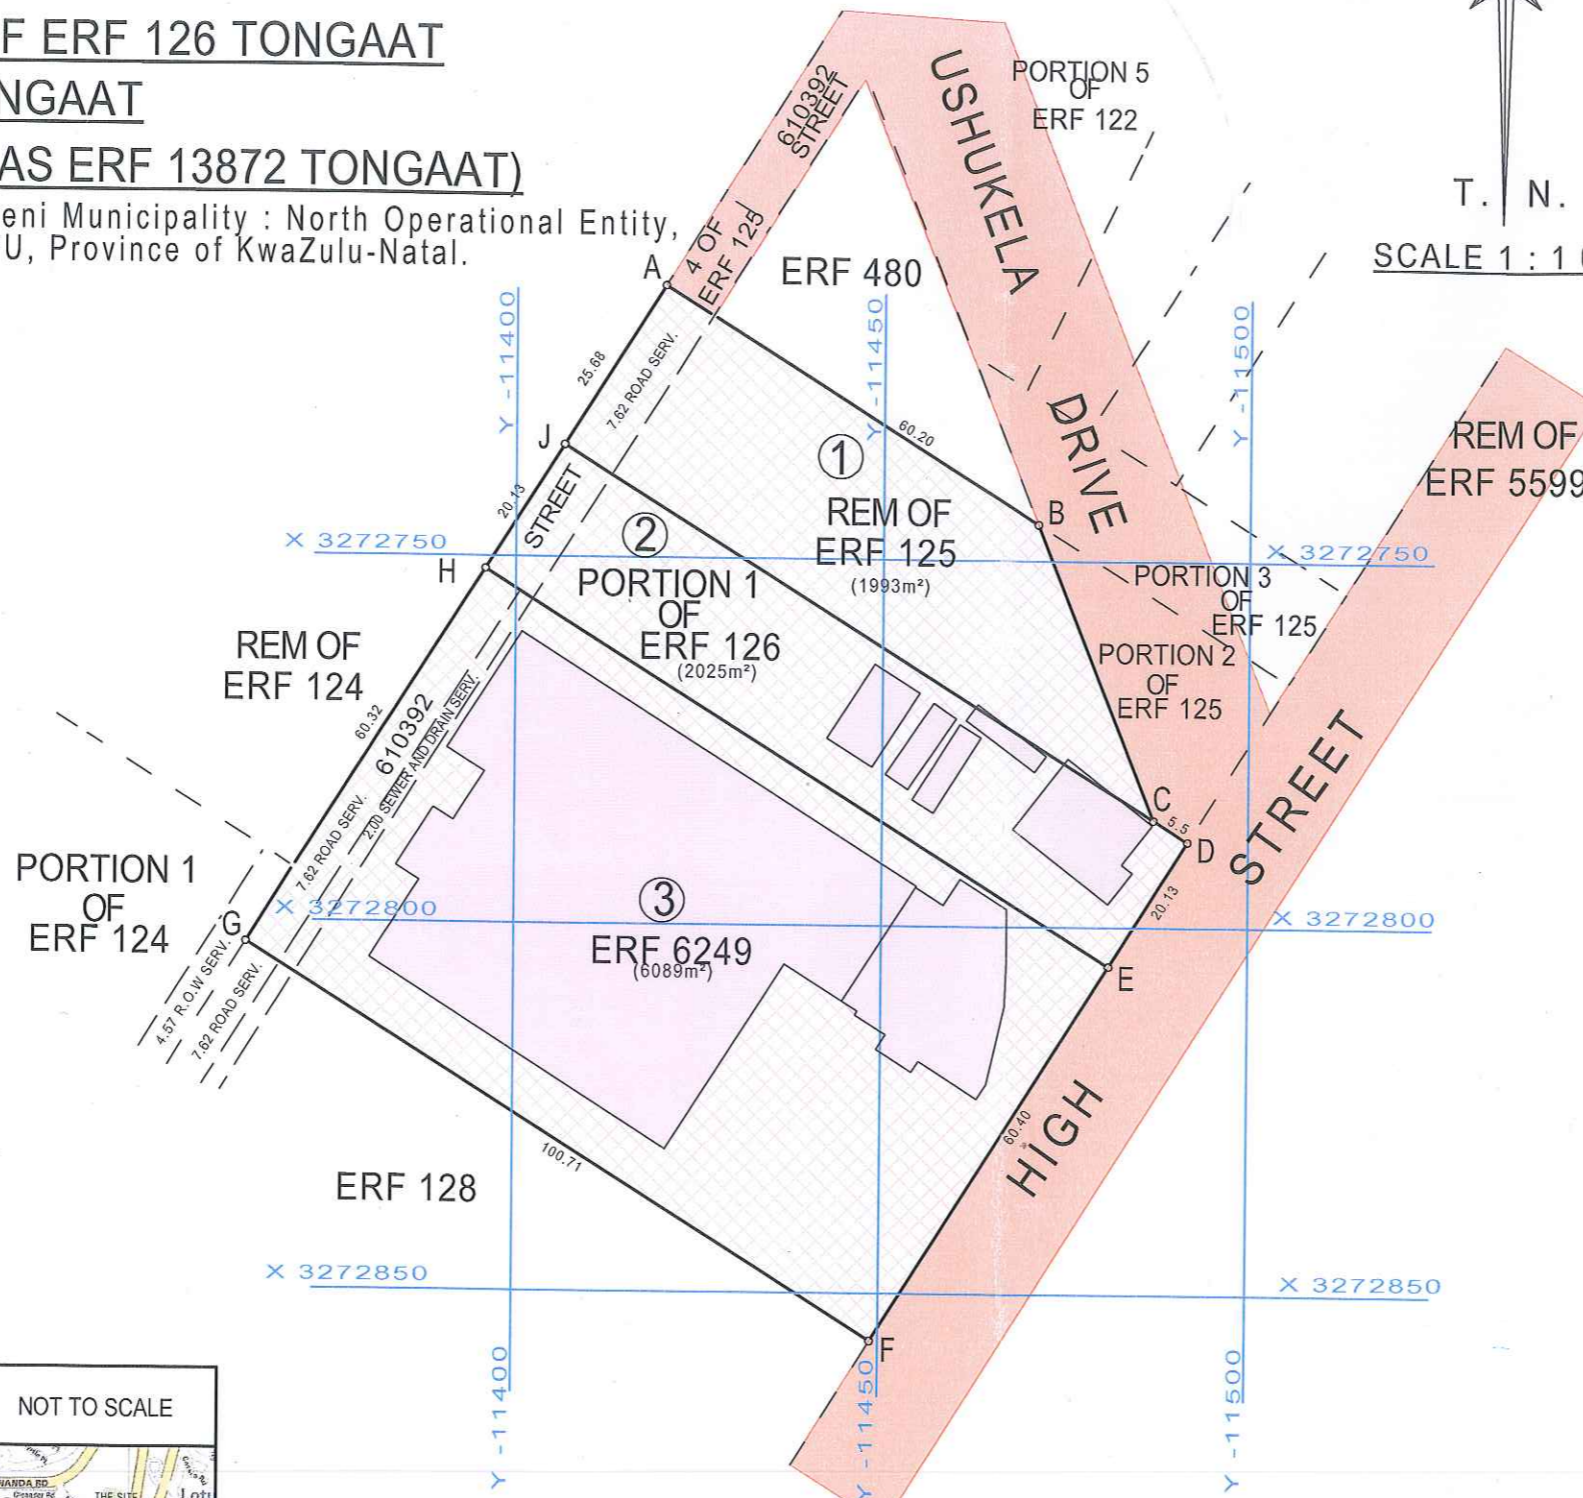 F ERF 126 TONGAAT
NGAAT
AS ERF 13872 TONGAAT)
eni Municipality : North Operational Entity,
U, Province of KwaZulu-Natal.
T. N.
SCALE 1 : 1
610392
STREET
4 OF
ERF 125
USHUKELA
DRIVE
PORTION 5
OF
ERF 122
ERF 480
A
25.68
7.62 ROAD SERV.
Y -11400
Y -11450
Y -11500
60.20
REM OF
ERF 5599
J
1
REM OF
ERF 125
(1993m²)
B
20.13
STREET
2
PORTION 1
OF
ERF 126
(2025m²)
X 3272750
X 3272750
H
PORTION 3
OF
ERF 125
PORTION 2
OF
ERF 125
REM OF
ERF 124
60.32
610392
2.00 SEWER AND DRAIN SERV.
7.62 ROAD SERV.
C
5.5
D
STREET
20.13
PORTION 1
OF
ERF 124
G
X 3272800
3
ERF 6249
(6089m²)
X 3272800
E
4.57 R.O.W SERV.
7.62 ROAD SERV.
60.40
HIGH
100.71
ERF 128
X 3272850
X 3272850
F
Y -11400
Y -11450
Y -11500
NOT TO SCALE
NANDA RD
THE SITE